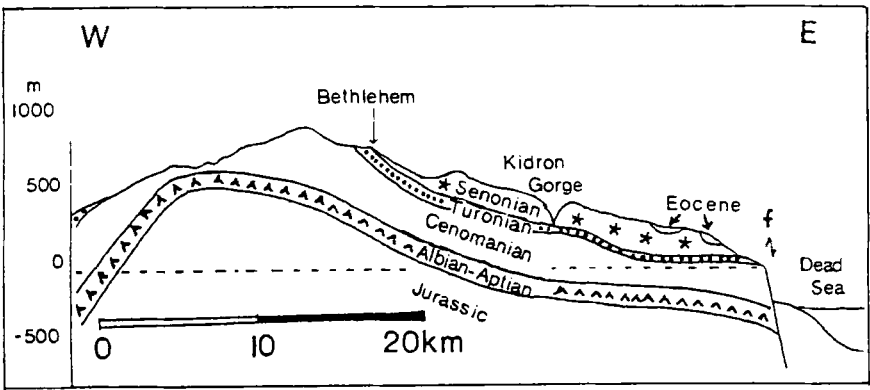 W
E
m
1000
500
0
-500
Bethlehem
Kidron
Gorge
Senonian
Turonian
Cenomanian
Albian-Aptian
Jurassic
Eocene
f
Dead
Sea
0 10 20km